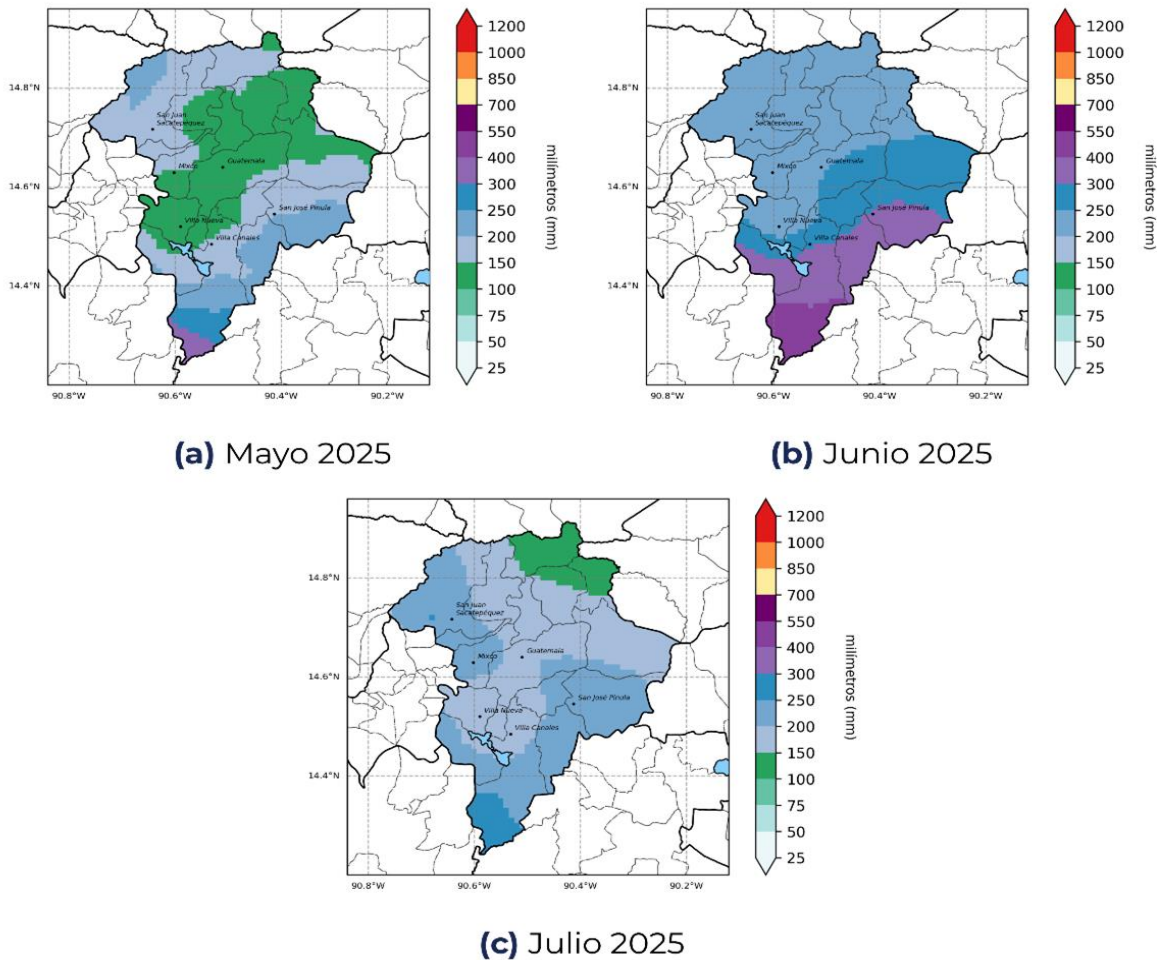 14.8°N
14.6°N
14.4°N
90.8°W
90.6°W
90.4°W
90.2°W
San Juan
Sacatepéquez
Mixco
Guatemala
San José Pinula
Villa Nueva
Villa Canales
1200
1000
850
700
550
400
300
250
200
150
100
75
50
25
milímetros (mm)
(a) Mayo 2025
14.8°N
14.6°N
14.4°N
90.8°W
90.6°W
90.4°W
90.2°W
San Juan
Sacatepéquez
Mixco
Guatemala
San José Pinula
Villa Nueva
Villa Canales
1200
1000
850
700
550
400
300
250
200
150
100
75
50
25
milímetros (mm)
(b) Junio 2025
14.8°N
14.6°N
14.4°N
90.8°W
90.6°W
90.4°W
90.2°W
San Juan
Sacatepéquez
Mixco
Guatemala
San José Pinula
Villa Nueva
Villa Canales
1200
1000
850
700
550
400
300
250
200
150
100
75
50
25
milímetros (mm)
(c) Julio 2025